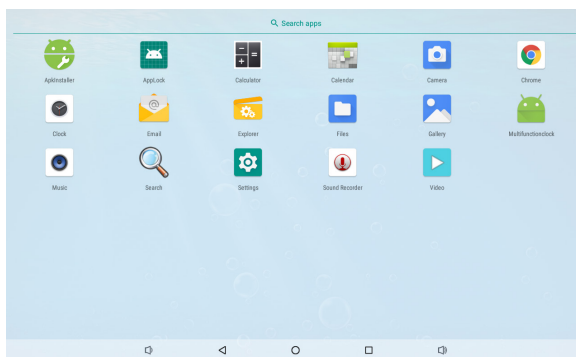 Search apps
ApkInstaller
AppLock
Calculator
Calendar
Camera
Chrome
Clock
Email
Explorer
Files
Gallery
Multifunctionclock
Music
Search
Settings
Sound Recorder
Video